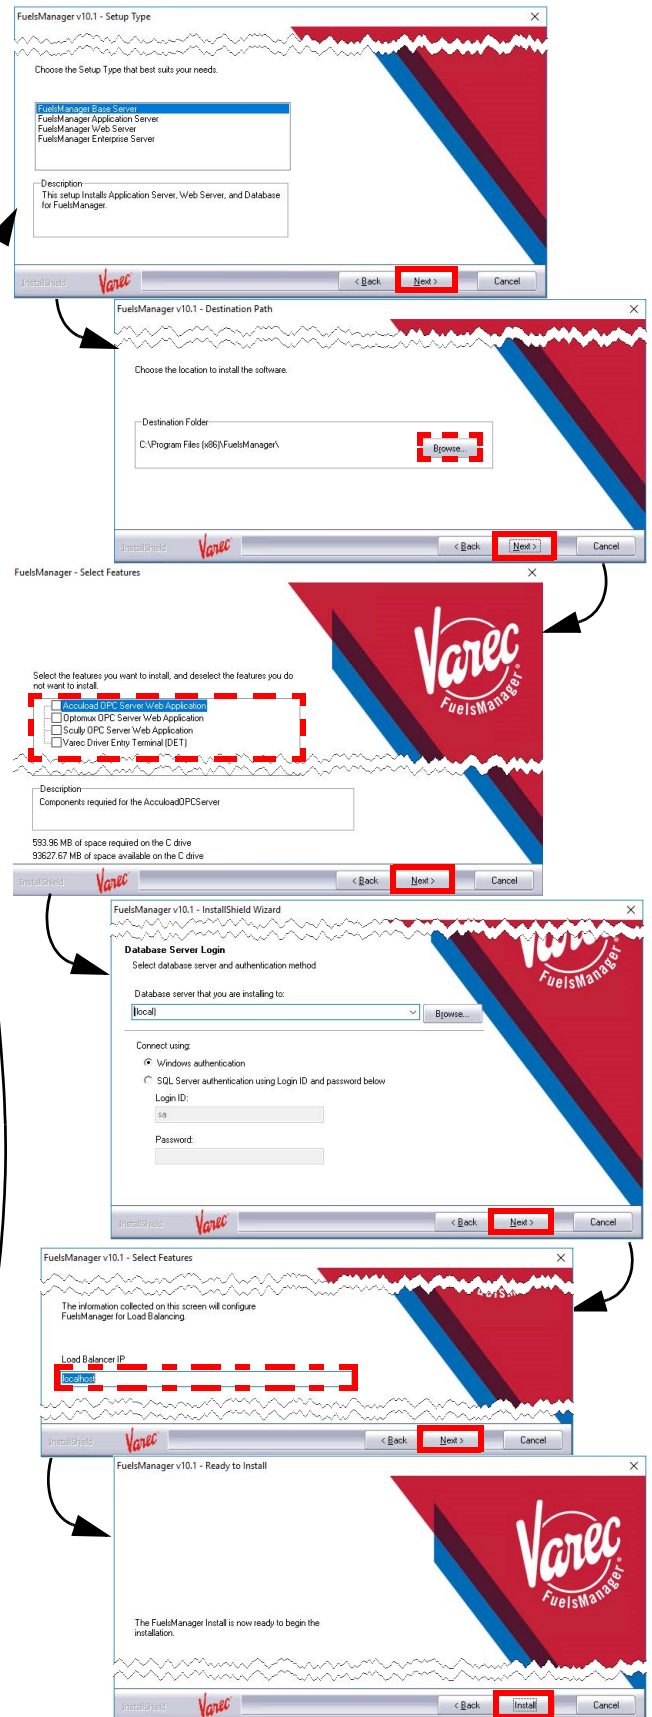 FuelsManager v10.1 - Setup Type
Choose the Setup Type that best suits your needs.
FuelsManager Base Server
FuelsManager Application Server
FuelsManager Web Server
FuelsManager Enterprise Server
Description
This setup Installs Application Server, Web Server, and Database
for FuelsManager.
InstallShield
Varec
< Back
Next >
Cancel
FuelsManager v10.1 - Destination Path
Choose the location to install the software.
Destination Folder
C:\Program Files (x86)\FuelsManager\
Browse...
InstallShield
Varec
< Back
Next >
Cancel
FuelsManager - Select Features
Varec
FuelsManager®
Select the features you want to install, and deselect the features you do
not want to install.
Accuload OPC Server Web Application
Optomux OPC Server Web Application
Scully OPC Server Web Application
Varec Driver Entry Terminal (DET)
Description
Components requried for the AcculoadOPCServer
593.96 MB of space required on the C drive
93627.67 MB of space available on the C drive
InstallShield
Varec
< Back
Next >
Cancel
FuelsManager v10.1 - InstallShield Wizard
Database Server Login
Select database server and authentication method
FuelsManager®
Database server that you are installing to:
(local)
Browse...
Connect using:
Windows authentication
SQL Server authentication using Login ID and password below
Login ID:
sa
Password:
InstallShield
Varec
< Back
Next >
Cancel
FuelsManager v10.1 - Select Features
The information collected on this screen will configure
FuelsManager for Load Balancing.
Load Balancer IP
localhost
InstallShield
Varec
< Back
Next >
Cancel
FuelsManager v10.1 - Ready to Install
Varec
FuelsManager®
The FuelsManager Install is now ready to begin the
installation.
InstallShield
Varec
< Back
Install
Cancel